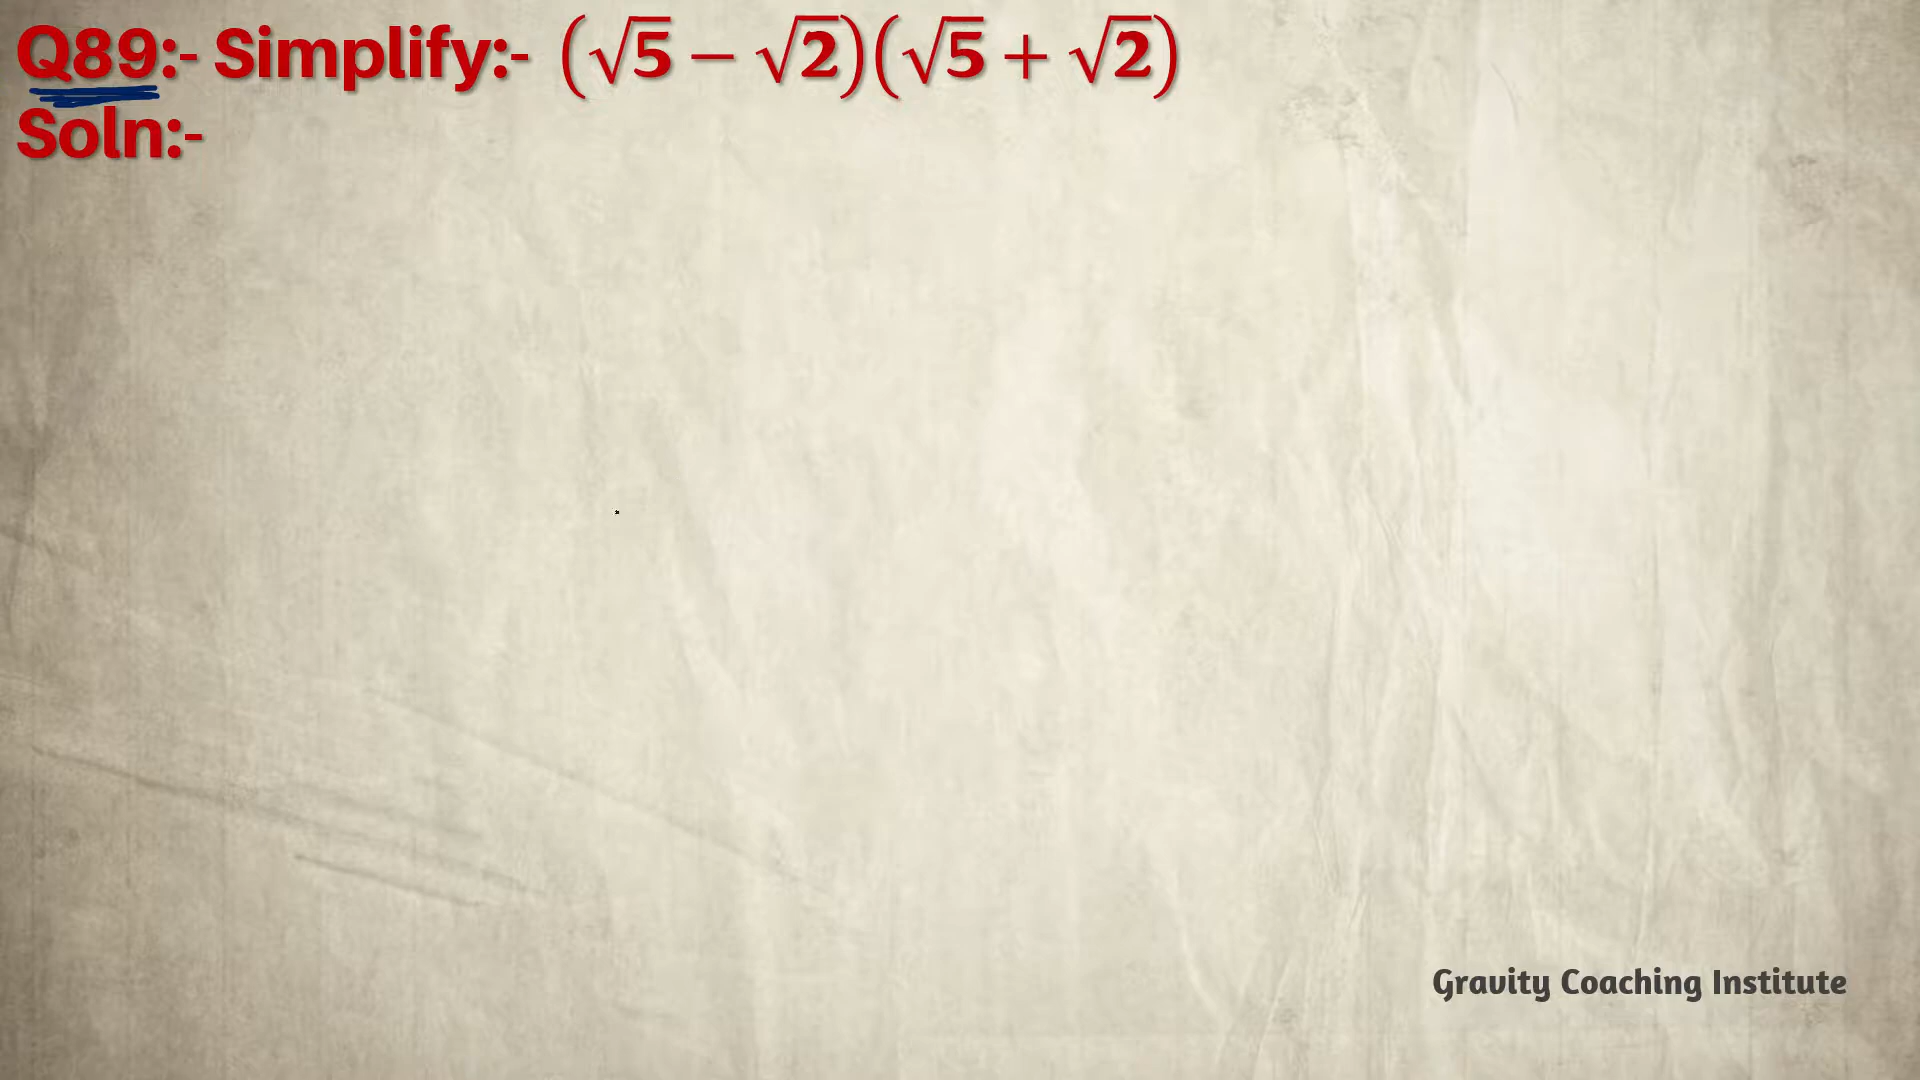 Q89:- Simplify:- (√5 − √2)(√5 + √2)
Soln:-
Gravity Coaching Institute